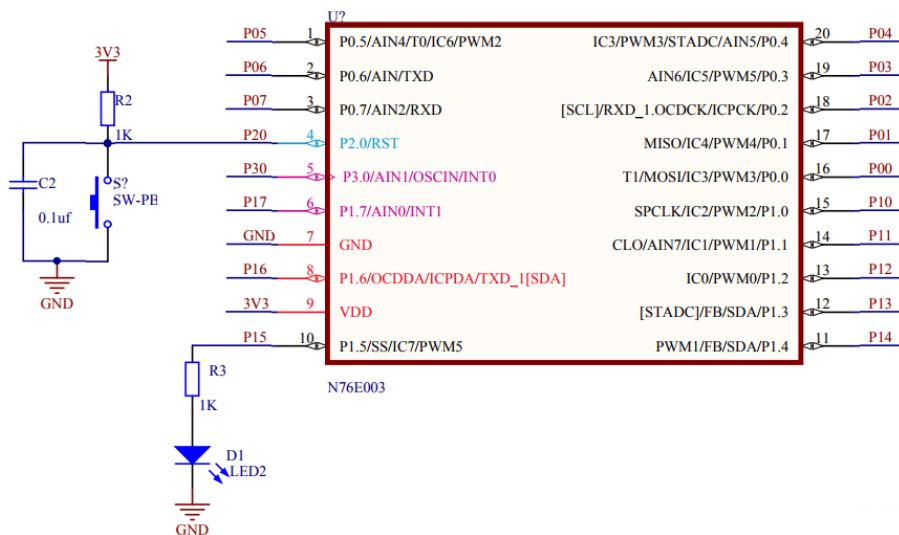 U?
P05 1 P0.5/AIN4/T0/IC6/PWM2 IC3/PWM3/STADC/AIN5/P0.4 20 P04
3V3
P06 2 P0.6/AIN/TXD AIN6/IC5/PWM5/P0.3 19 P03
R2
P07 3 P0.7/AIN2/RXD [SCL]/RXD_1.OCDCK/ICPCK/P0.2 18 P02
1K
P20 4 P2.0/RST MISO/IC4/PWM4/P0.1 17 P01
P30 5 P3.0/AIN1/OSCIN/INT0 T1/MOSI/IC3/PWM3/P0.0 16 P00
C2
S?
SW-PB
0.1uf
P17 6 P1.7/AIN0/INT1 SPCLK/IC2/PWM2/P1.0 15 P10
GND 7 GND CLO/AIN7/IC1/PWM1/P1.1 14 P11
P16 8 P1.6/OCDDA/ICPDA/TXD_1[SDA] IC0/PWM0/P1.2 13 P12
GND
3V3 9 VDD [STADC]/FB/SDA/P1.3 12 P13
P15 10 P1.5/SS/IC7/PWM5 PWM1/FB/SDA/P1.4 11 P14
R3
N76E003
1K
D1
LED2
GND